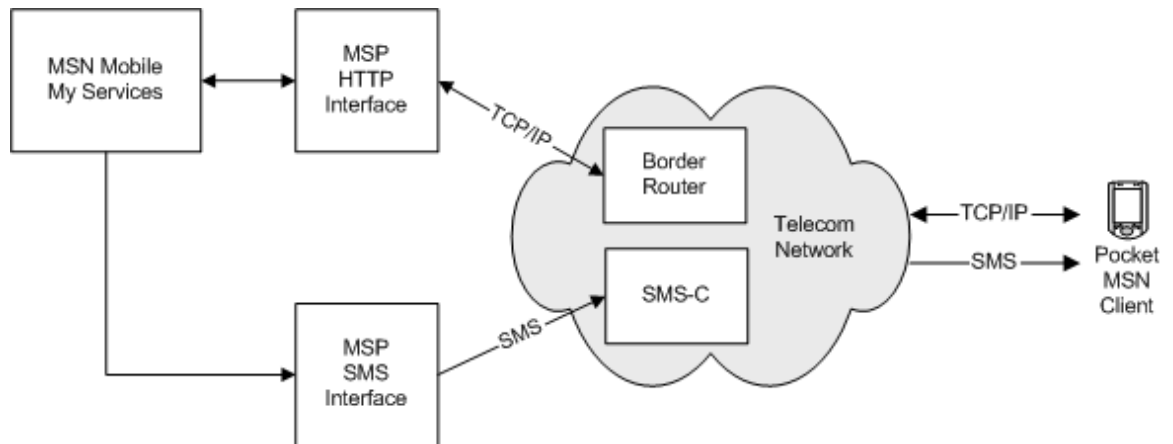 MSN Mobile
My Services
MSP
HTTP
Interface
TCP/IP
Border
Router
Telecom
Network
TCP/IP
SMS
Pocket
MSN
Client
SMS-C
SMS
MSP
SMS
Interface